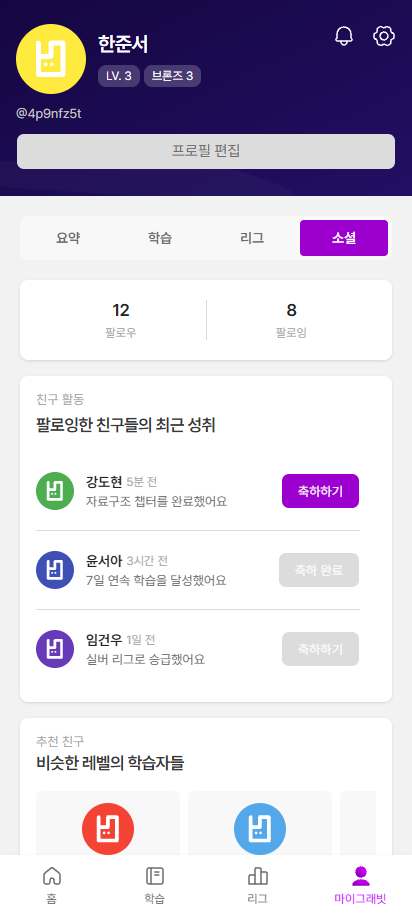 한준서
LV. 3 브론즈 3
@4p9nfz5t
프로필 편집
요약 학습 리그 소셜
12 8
팔로우 팔로잉
친구 활동
팔로잉한 친구들의 최근 성취
강도현 5분 전
자료구조 챕터를 완료했어요
축하하기
윤서아 3시간 전
7일 연속 학습을 달성했어요
축하 완료
임건우 1일 전
실버 리그로 승급했어요
축하하기
추천 친구
비슷한 레벨의 학습자들
홈 학습 리그 마이그래빗